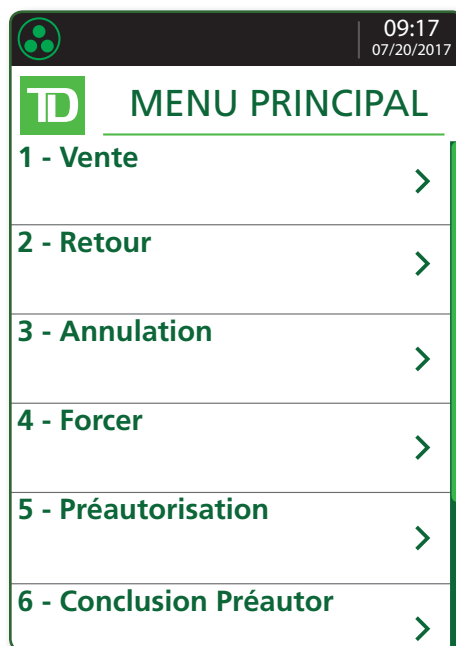 09:17
07/20/2017
TD
MENU PRINCIPAL
1 - Vente
2 - Retour
3 - Annulation
4 - Forcer
5 - Préautorisation
6 - Conclusion Préautor